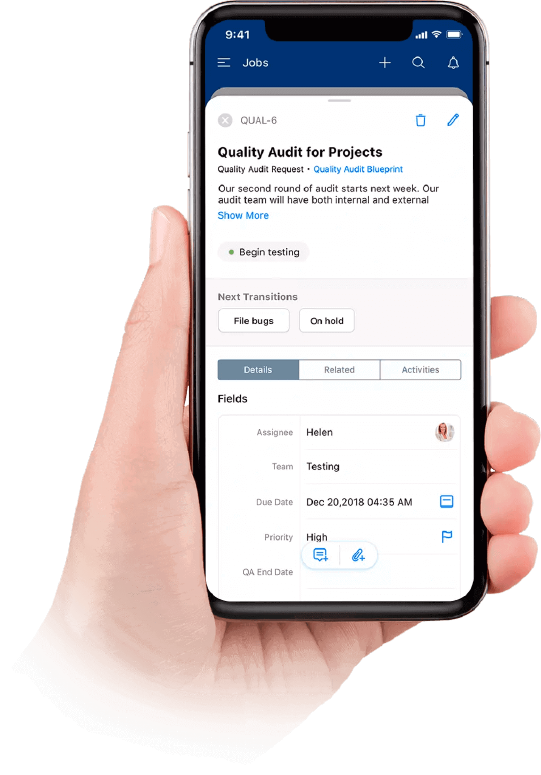 9:41
Jobs
QUAL-6
Quality Audit for Projects
Quality Audit Request • Quality Audit Blueprint
Our second round of audit starts next week. Our
audit team will have both internal and external
Show More
Begin testing
Next Transitions
File bugs On hold
Details Related Activities
Fields
Assignee Helen
Team Testing
Due Date Dec 20,2018 04:35 AM
Priority High
QA End Date